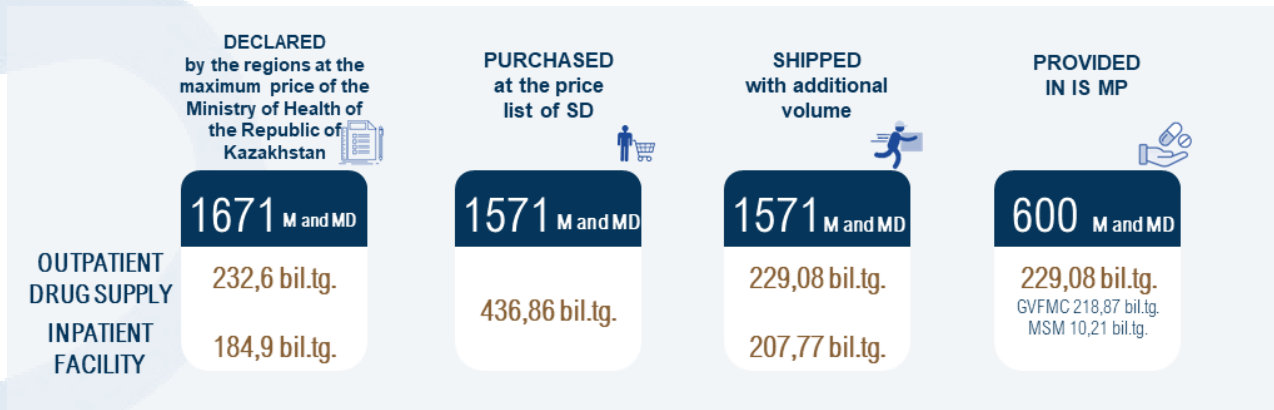 DECLARED
by the regions at the
maximum price of the
Ministry of Health of
the Republic of
Kazakhstan
PURCHASED
at the price
list of SD
SHIPPED
with additional
volume
PROVIDED
IN IS MP
1671 M and MD
1571 M and MD
1571 M and MD
600 M and MD
OUTPATIENT
DRUG SUPPLY
232,6 bil.tg.
436,86 bil.tg.
229,08 bil.tg.
229,08 bil.tg.
GVFMC 218,87 bil.tg.
MSM 10,21 bil.tg.
INPATIENT
FACILITY
184,9 bil.tg.
207,77 bil.tg.